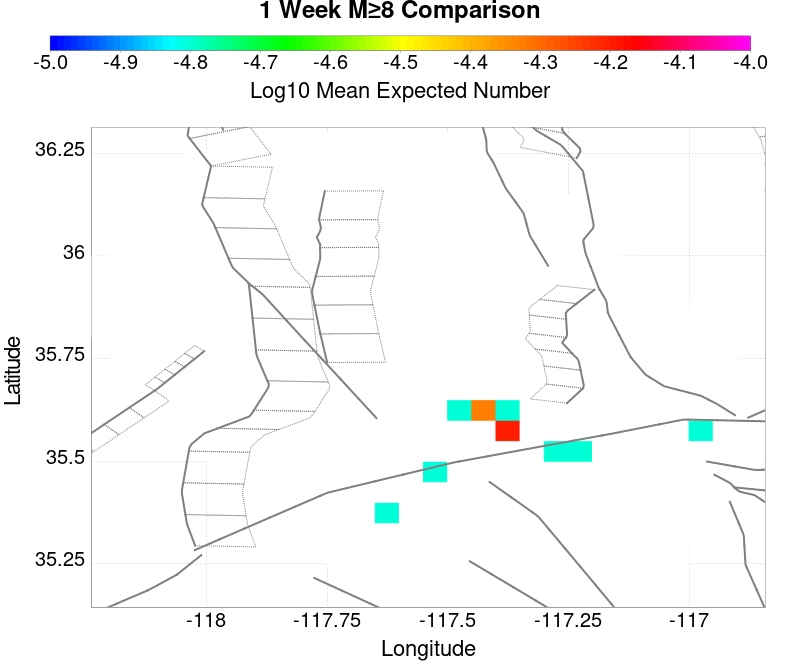 1 Week M≥8 Comparison
-5.0 -4.9 -4.8 -4.7 -4.6 -4.5 -4.4 -4.3 -4.2 -4.1 -4.0
Log10 Mean Expected Number
36.25
36
35.75
35.5
35.25
Latitude
-118 -117.75 -117.5 -117.25 -117
Longitude